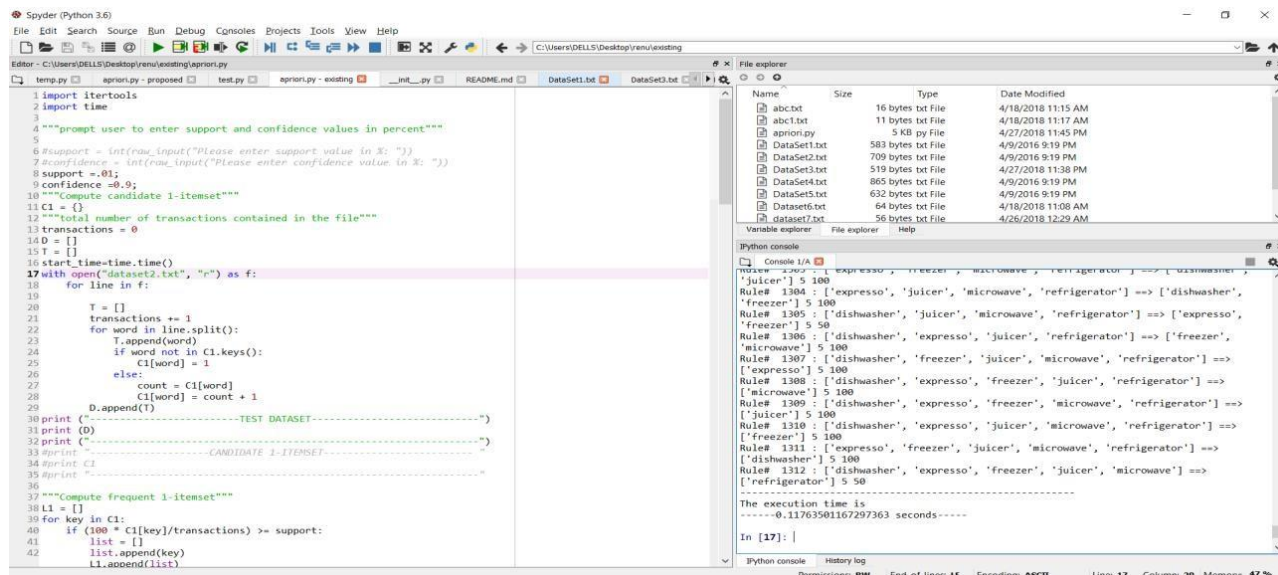 Spyder (Python 3.6)
File Edit Search Source Run Debug Consoles Projects Tools View Help
C:\Users\DELLS\Desktop\renu\existing
Editor - C:\Users\DELLS\Desktop\renu\existing\apriori.py
temp.py apriori.py - proposed test.py apriori.py - existing __init__.py README.md DataSet1.txt DataSet3.txt
1 import itertools
2 import time
3
4 """prompt user to enter support and confidence values in percent"""
5
6 #support = int(raw_input("Please enter support value in %: "))
7 #confidence = int(raw_input("Please enter confidence value in %: "))
8 support =.01;
9 confidence =0.9;
10 """Compute candidate 1-itemset"""
11 C1 = {}
12 """total number of transactions contained in the file"""
13 transactions = 0
14 D = []
15 T = []
16 start_time=time.time()
17 with open("dataset2.txt", "r") as f:
18 for line in f:
19
20 T = []
21 transactions += 1
22 for word in line.split():
23 T.append(word)
24 if word not in C1.keys():
25 C1[word] = 1
26 else:
27 count = C1[word]
28 C1[word] = count + 1
29 D.append(T)
30 print ("--------------------------TEST DATASET-----------------------------")
31 print (D)
32 print ("-------------------------------------------------------------------")
33 #print "--------------------CANDIDATE 1-ITEMSET------------------------- "
34 #print C1
35 #print "-------------------------------------------------------------------"
36
37 """Compute frequent 1-itemset"""
38 L1 = []
39 for key in C1:
40 if (100 * C1[key]/transactions) >= support:
41 list = []
42 list.append(key)
L1.append(list)
File explorer
Name Size Type Date Modified
abc.txt 16 bytes txt File 4/18/2018 11:15 AM
abc1.txt 11 bytes txt File 4/18/2018 11:17 AM
apriori.py 5 KB py File 4/27/2018 11:45 PM
DataSet1.txt 583 bytes txt File 4/9/2016 9:19 PM
DataSet2.txt 709 bytes txt File 4/9/2016 9:19 PM
DataSet3.txt 519 bytes txt File 4/27/2018 11:38 PM
DataSet4.txt 865 bytes txt File 4/9/2016 9:19 PM
DataSet5.txt 632 bytes txt File 4/9/2016 9:19 PM
Dataset6.txt 64 bytes txt File 4/18/2018 11:08 AM
dataset7.txt 56 bytes txt File 4/26/2018 12:29 AM
Variable explorer File explorer Help
IPython console
Console 1/A
Rule# 1303 : ['expresso', 'freezer', 'microwave', 'refrigerator'] ==> ['dishwasher',
'juicer'] 5 100
Rule# 1304 : ['expresso', 'juicer', 'microwave', 'refrigerator'] ==> ['dishwasher',
'freezer'] 5 100
Rule# 1305 : ['dishwasher', 'juicer', 'microwave', 'refrigerator'] ==> ['expresso',
'freezer'] 5 50
Rule# 1306 : ['dishwasher', 'expresso', 'juicer', 'refrigerator'] ==> ['freezer',
'microwave'] 5 100
Rule# 1307 : ['dishwasher', 'freezer', 'juicer', 'microwave', 'refrigerator'] ==>
['expresso'] 5 100
Rule# 1308 : ['dishwasher', 'expresso', 'freezer', 'juicer', 'refrigerator'] ==>
['microwave'] 5 100
Rule# 1309 : ['dishwasher', 'expresso', 'freezer', 'microwave', 'refrigerator'] ==>
['juicer'] 5 100
Rule# 1310 : ['dishwasher', 'expresso', 'juicer', 'microwave', 'refrigerator'] ==>
['freezer'] 5 100
Rule# 1311 : ['expresso', 'freezer', 'juicer', 'microwave', 'refrigerator'] ==>
['dishwasher'] 5 100
Rule# 1312 : ['dishwasher', 'expresso', 'freezer', 'juicer', 'microwave'] ==>
['refrigerator'] 5 50
-------------------------------------------------------
The execution time is
------0.11763501167297363 seconds-----
In [17]:
IPython console History log
Permissions: RW End-of-lines: LF Encoding: ASCII Line: 17 Column: 20 Memory: 47 %